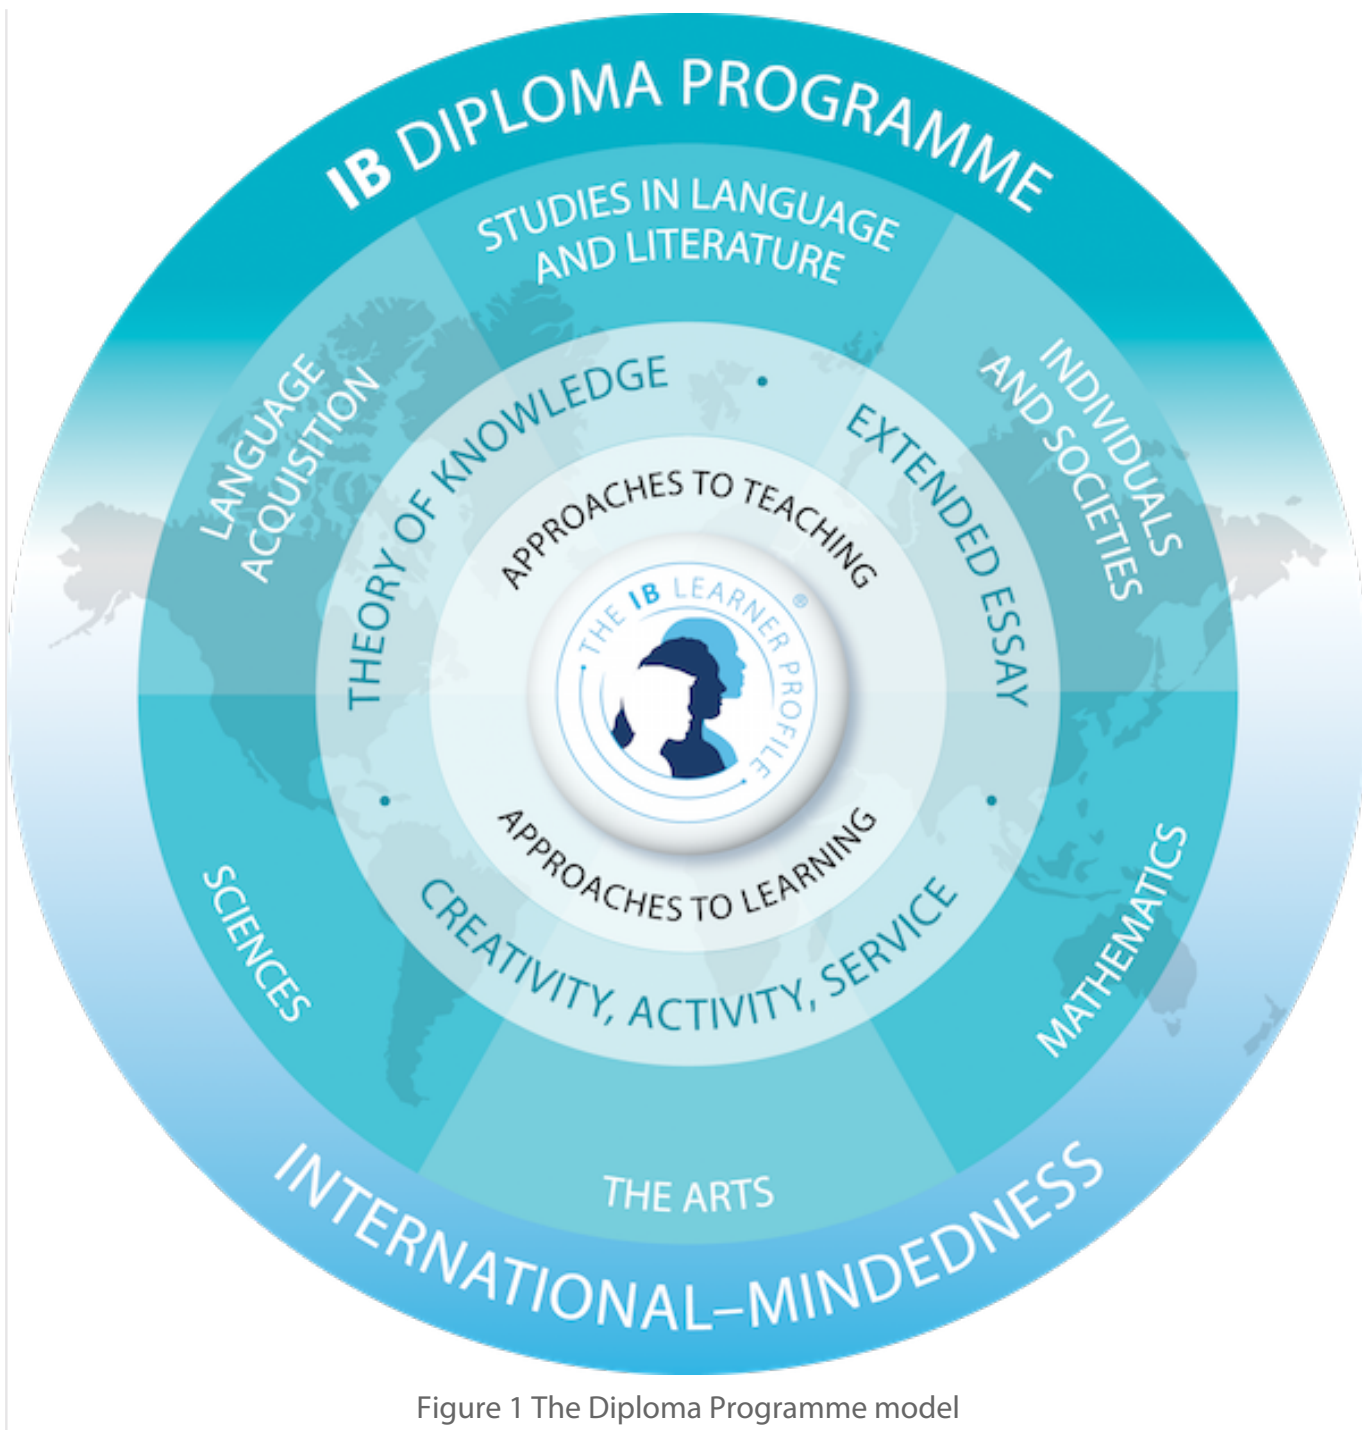 IB DIPLOMA PROGRAMME
STUDIES IN LANGUAGE
AND LITERATURE
LANGUAGE
ACQUISITION
INDIVIDUALS
AND SOCIETIES
THEORY OF KNOWLEDGE
•
EXTENDED ESSAY
APPROACHES TO TEACHING
• THE IB LEARNER PROFILE •
®
APPROACHES TO LEARNING
•
CREATIVITY, ACTIVITY, SERVICE
•
SCIENCES
MATHEMATICS
THE ARTS
INTERNATIONAL–MINDEDNESS
Figure 1 The Diploma Programme model